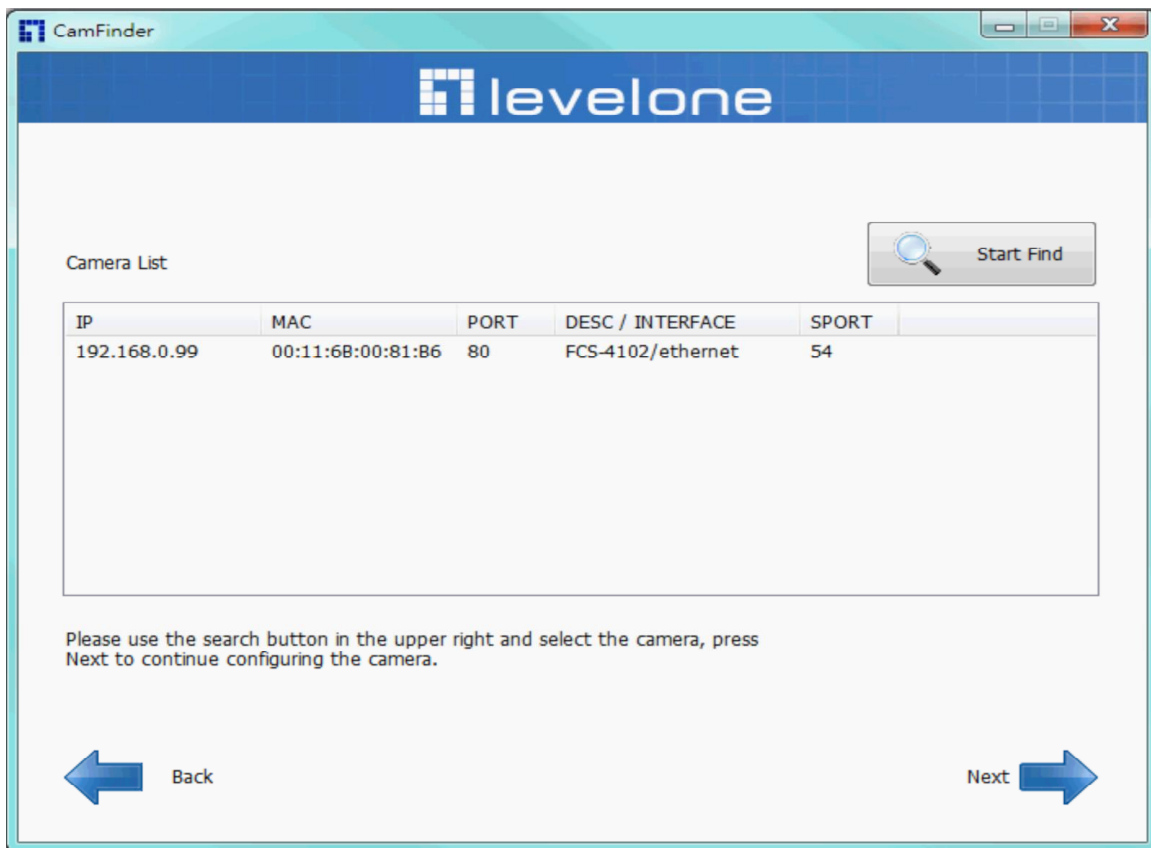 CamFinder
levelone
Start Find
Camera List
IP MAC PORT DESC / INTERFACE SPORT
192.168.0.99 00:11:6B:00:81:B6 80 FCS-4102/ethernet 54
Please use the search button in the upper right and select the camera, press
Next to continue configuring the camera.
Back Next